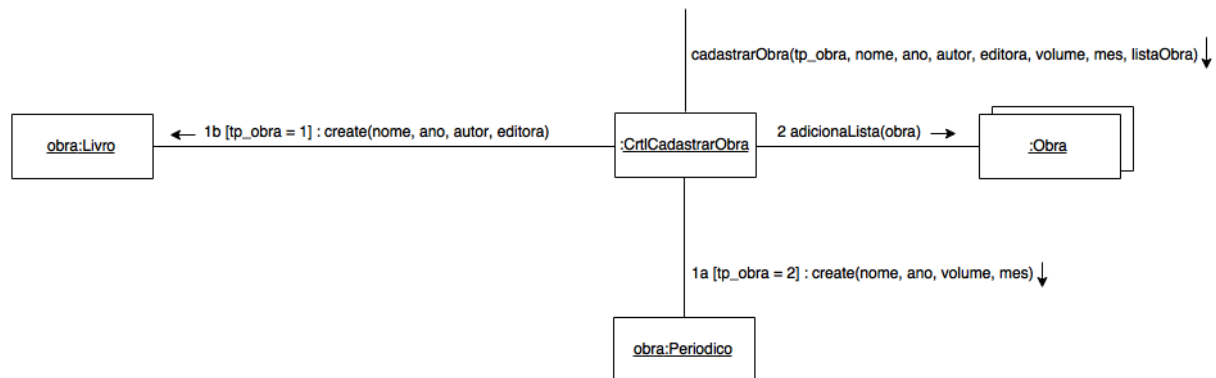 cadastrarObra(tp_obra, nome, ano, autor, editora, volume, mes, listaObra)
1b [tp_obra = 1] : create(nome, ano, autor, editora)
2 adicionaLista(obra)
obra:Livro
:CrtlCadastrarObra
:Obra
1a [tp_obra = 2] : create(nome, ano, volume, mes)
obra:Periodico